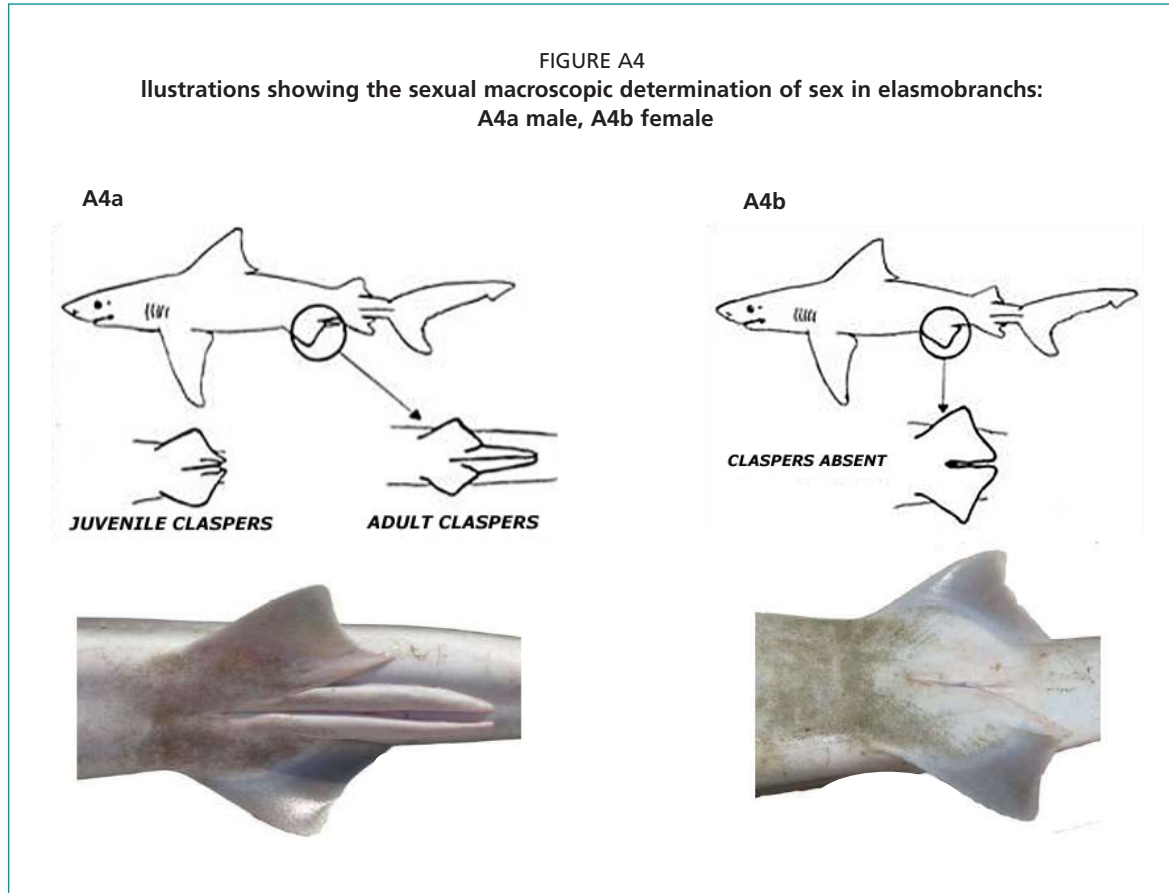 FIGURE A4
llustrations showing the sexual macroscopic determination of sex in elasmobranchs:
A4a male, A4b female
A4a
A4b
CLASPERS ABSENT
JUVENILE CLASPERS
ADULT CLASPERS